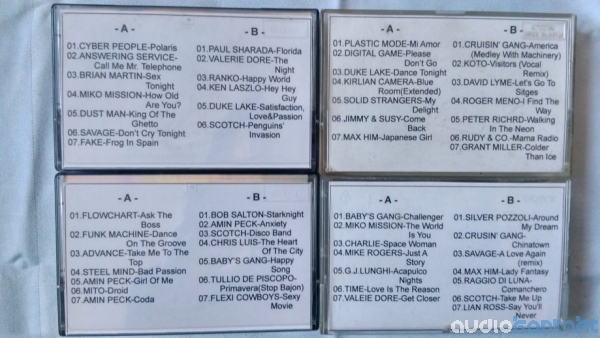 -A-
01.CYBER PEOPLE-Polaris
02.ANSWERING SERVICE-
Call Me Mr. Telephone
03.BRIAN MARTIN-Sex
Tonight
04.MIKO MISSION-How Old
Are You?
05.DUST MAN-King Of The
Ghetto
06.SAVAGE-Don't Cry Tonight
07.FAKE-Frog In Spain
-B-
01.PAUL SHARADA-Florida
02.VALERIE DORE-The
Night
03.RANKO-Happy World
04.KEN LASZLO-Hey Hey
Guy
05.DUKE LAKE-Satisfaction,
Love&Passion
06.SCOTCH-Penguins'
Invasion
-A-
01.PLASTIC MODE-Mi Amor
02.DIGITAL GAME-Please
Don't Go
03.DUKE LAKE-Dance Tonight
04.KIRLIAN CAMERA-Blue
Room(Extended)
05.SOLID STRANGERS-My
Delight
06.JIMMY & SUSY-Come
Back
07.MAX HIM-Japanese Girl
-B-
01.CRUISIN' GANG-America
(Medley With Machinery)
02.KOTO-Visitors (Vocal
Remix)
03.DAVID LYME-Let's Go To
Sitges
04.ROGER MENO-I Find The
Way
05.PETER RICHRD-Walking
In The Neon
06.RUDY & CO.-Mama Radio
07.GRANT MILLER-Colder
Than Ice
-A-
01.FLOWCHART-Ask The
Boss
02.FUNK MACHINE-Dance
On The Groove
03.ADVANCE-Take Me To The
Top
04.STEEL MIND-Bad Passion
05.AMIN PECK-Girl Of Me
06.MITO-Droid
07.AMIN PECK-Coda
-B-
01.BOB SALTON-Starknight
02.AMIN PECK-Anxiety
03.SCOTCH-Disco Band
04.CHRIS LUIS-The Heart
Of The City
05.BABY'S GANG-Happy
Song
06.TULLIO DE PISCOPO-
Primavera(Stop Bajon)
07.FLEXI COWBOYS-Sexy
Movie
-A-
01.BABY'S GANG-Challenger
02.MIKO MISSION-The World
Is You
03.CHARLIE-Space Woman
04.MIKE ROGERS-Just A
Story
05.G.J.LUNGHI-Acapulco
Nights
06.TIME-Love Is The Reason
07.VALEIE DORE-Get Closer
-B-
01.SILVER POZZOLI-Around
My Dream
02.CRUSIN' GANG-
Chinatown
03.SAVAGE-A Love Again
(remix)
04.MAX HIM-Lady Fantasy
05.RAGGIO DI LUNA-
Comanchero
06.SCOTCH-Take Me Up
07.LIAN ROSS-Say You'll
Never